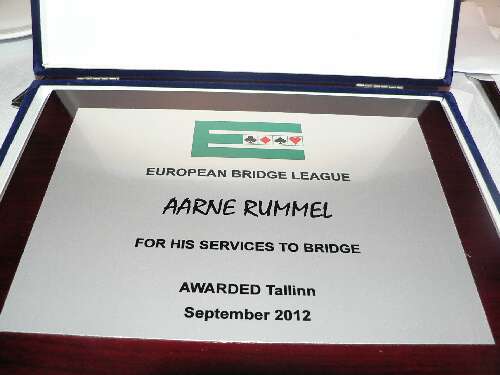 EUROPEAN BRIDGE LEAGUE
AARNE RUMMEL
FOR HIS SERVICES TO BRIDGE
AWARDED Tallinn
September 2012